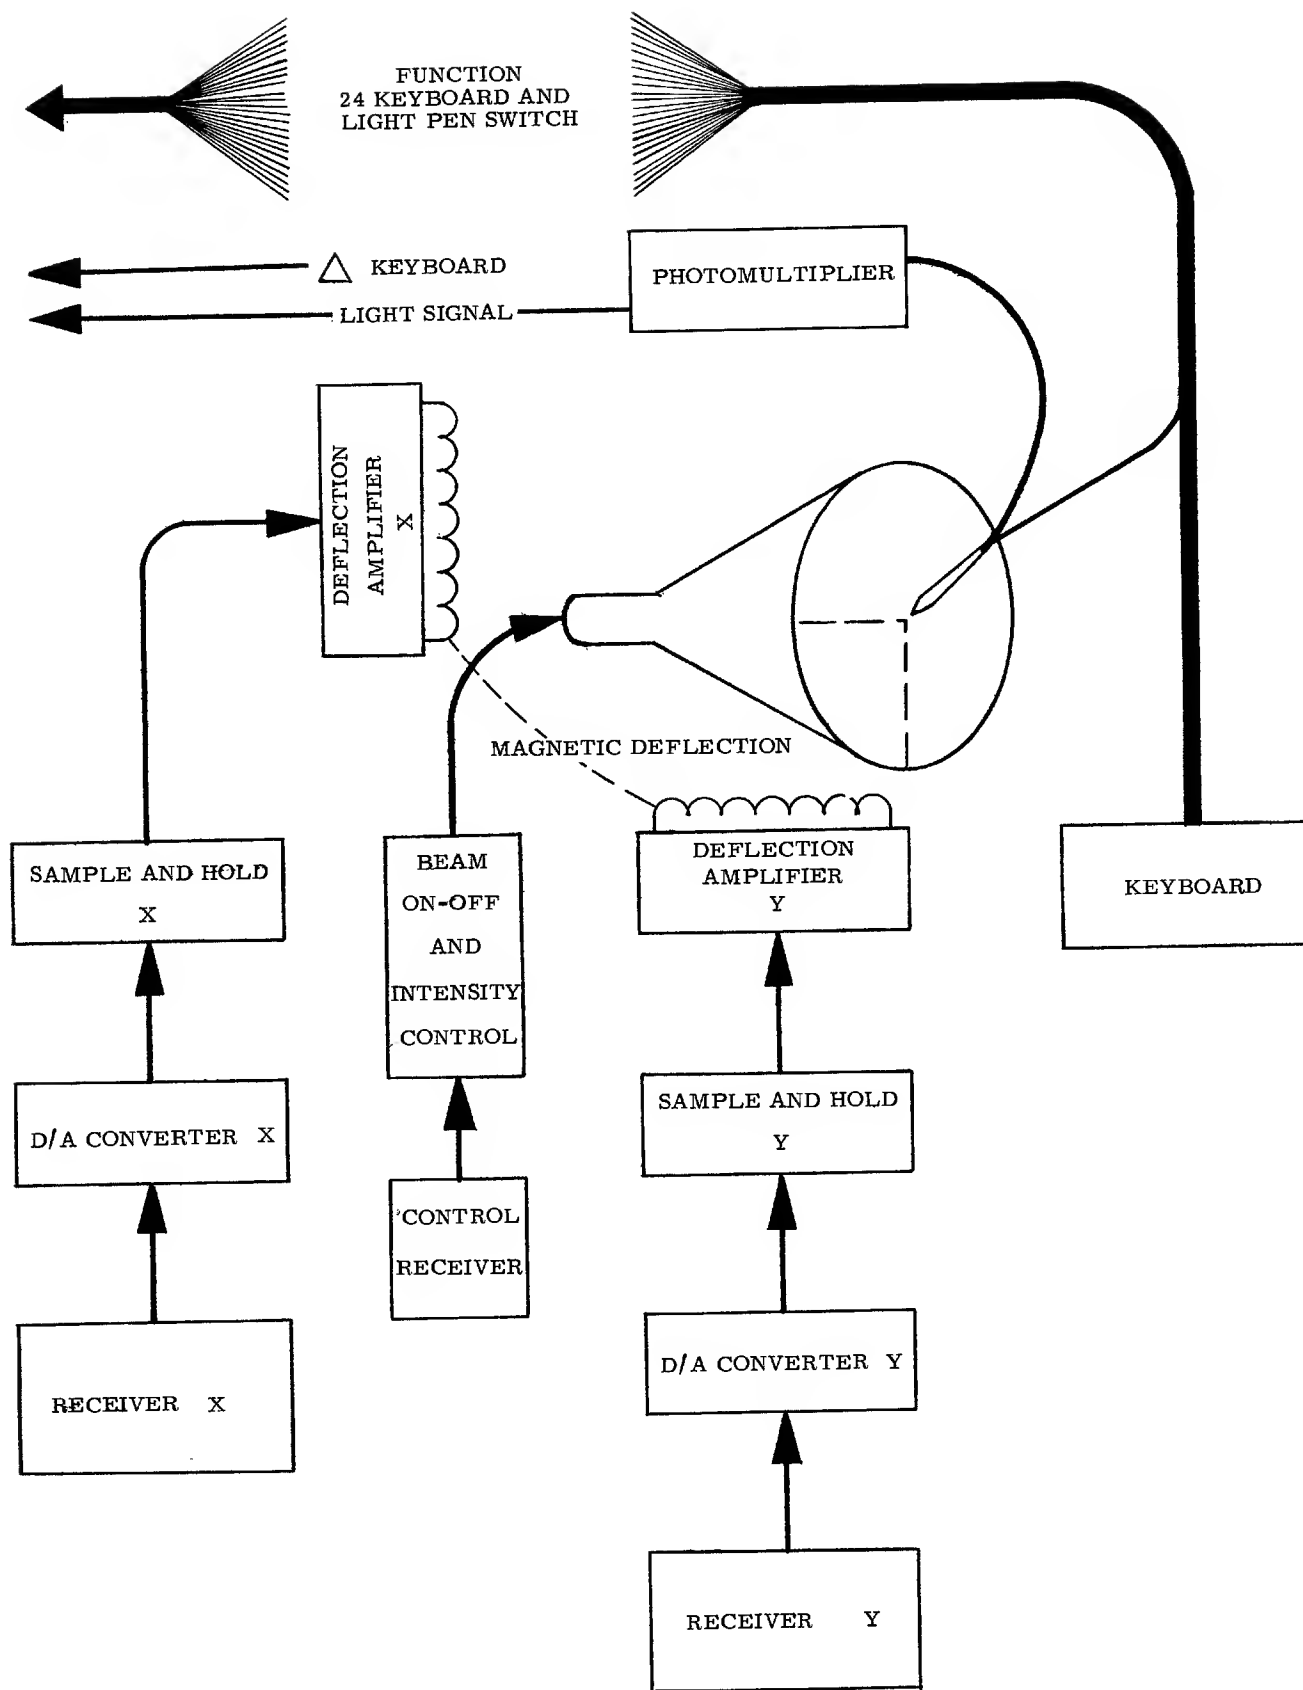 FUNCTION
24 KEYBOARD AND
LIGHT PEN SWITCH
△ KEYBOARD
PHOTOMULTIPLIER
LIGHT SIGNAL
DEFLECTION
AMPLIFIER
X
MAGNETIC DEFLECTION
SAMPLE AND HOLD
X
BEAM
ON-OFF
AND
INTENSITY
CONTROL
DEFLECTION
AMPLIFIER
Y
KEYBOARD
D/A CONVERTER X
SAMPLE AND HOLD
Y
CONTROL
RECEIVER
RECEIVER X
D/A CONVERTER Y
RECEIVER Y